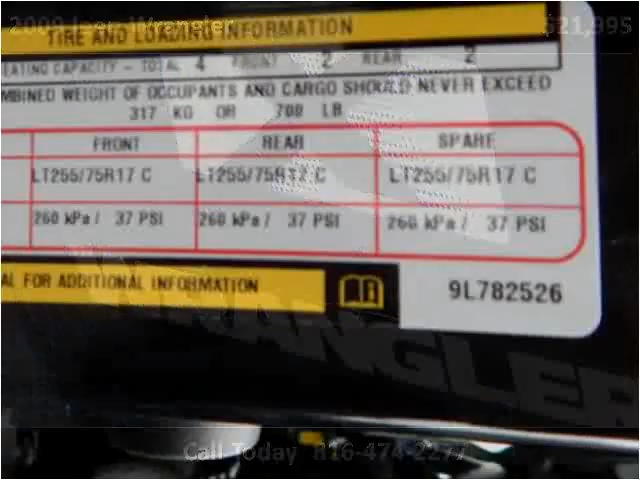 2009 Jeep Wrangler $21,995
TIRE AND LOADING INFORMATION
EATING CAPACITY – TOTAL 4 FRONT 2 REAR 2
MBINED WEIGHT OF OCCUPANTS AND CARGO SHOULD NEVER EXCEED
317 KG OR 700 LB
FRONT REAR SPARE
LT255/75R17 C LT255/75R17 C LT255/75R17 C
260 kPa / 37 PSI 260 kPa / 37 PSI 260 kPa / 37 PSI
AL FOR ADDITIONAL INFORMATION
9L782526
WRANGLER
Call Today 816-474-2277